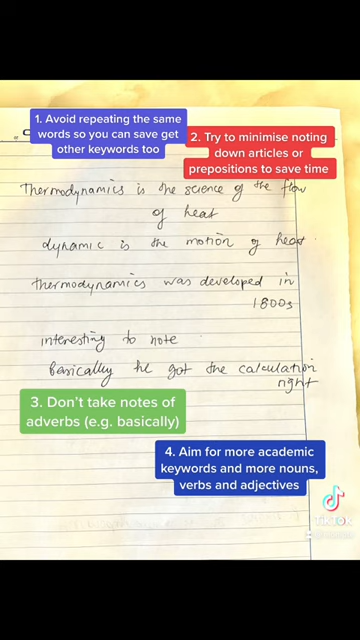 1. Avoid repeating the same
words so you can save get
other keywords too
2. Try to minimise noting
down articles or
prepositions to save time
Thermodynamics is the science of the flow
of heat
dynamic is the motion of heat.
thermodynamics was developed in
1800s
interesting to note
basically he got the calculation
right
3. Don't take notes of
adverbs (e.g. basically)
4. Aim for more academic
keywords and more nouns,
verbs and adjectives
TikTok